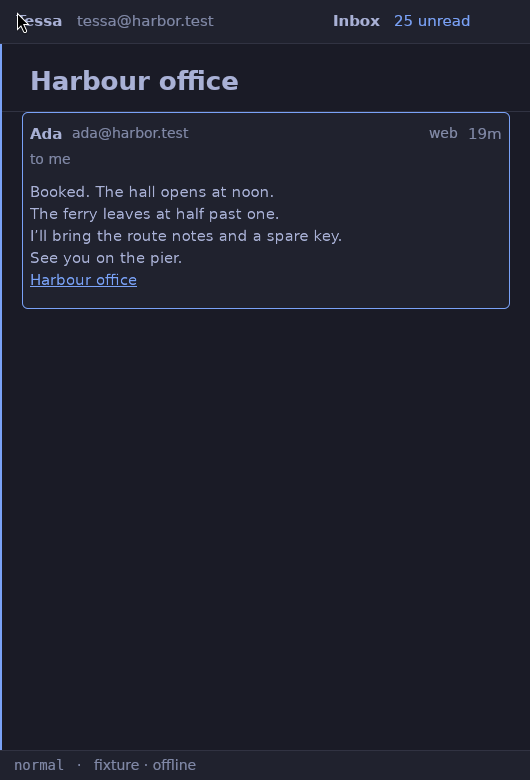 Tessa tessa@harbor.test Inbox 25 unread
Harbour office
Ada ada@harbor.test web 19m
to me
Booked. The hall opens at noon.
The ferry leaves at half past one.
I’ll bring the route notes and a spare key.
See you on the pier.
Harbour office
normal · fixture · offline